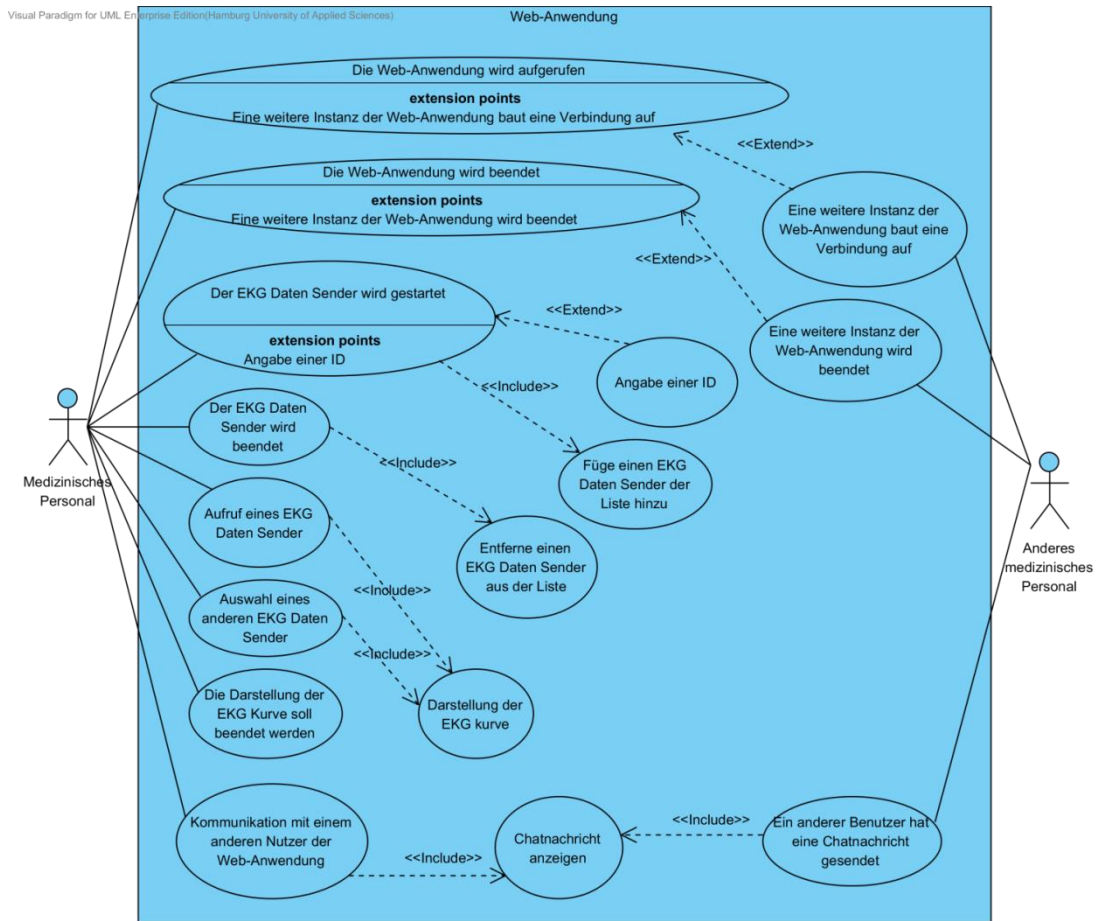 Visual Paradigm for UML Enterprise Edition(Hamburg University of Applied Sciences)
Web-Anwendung
Die Web-Anwendung wird aufgerufen
extension points
Eine weitere Instanz der Web-Anwendung baut eine Verbindung auf
<<Extend>>
Die Web-Anwendung wird beendet
extension points
Eine weitere Instanz der Web-Anwendung wird beendet
Eine weitere Instanz der
Web-Anwendung baut eine
Verbindung auf
<<Extend>>
Der EKG Daten Sender wird gestartet
extension points
Angabe einer ID
<<Extend>>
Eine weitere Instanz der
Web-Anwendung wird
beendet
Angabe einer ID
<<Include>>
Der EKG Daten
Sender wird
beendet
<<Include>>
Füge einen EKG
Daten Sender der
Liste hinzu
Medizinisches
Personal
Aufruf eines EKG
Daten Sender
Entferne einen
EKG Daten Sender
aus der Liste
Anderes
medizinisches
Personal
<<Include>>
Auswahl eines
anderen EKG Daten
Sender
<<Include>>
Die Darstellung der
EKG Kurve soll
beendet werden
Darstellung der
EKG kurve
Kommunikation mit einem
anderen Nutzer der
Web-Anwendung
<<Include>>
Chatnachricht
anzeigen
<<Include>>
Ein anderer Benutzer hat
eine Chatnachricht
gesendet